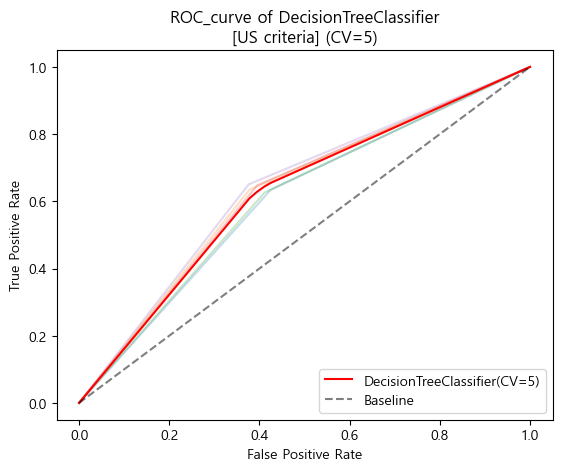 ROC_curve of DecisionTreeClassifier
[US criteria] (CV=5)
1.0
0.8
0.6
0.4
0.2
0.0
True Positive Rate
DecisionTreeClassifier(CV=5)
Baseline
0.0 0.2 0.4 0.6 0.8 1.0
False Positive Rate